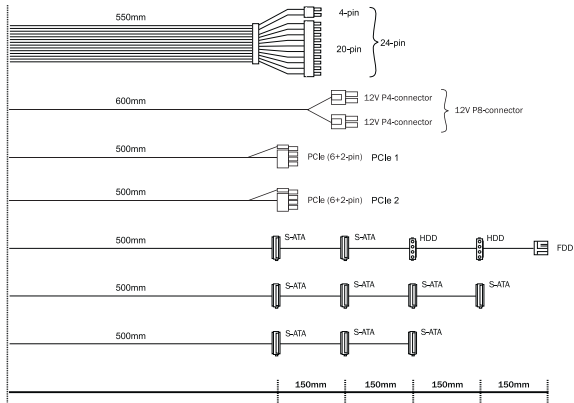 550mm
4-pin
20-pin
24-pin
600mm
12V P4-connector
12V P4-connector
12V P8-connector
500mm
PCIe (6+2-pin) PCIe 1
500mm
PCIe (6+2-pin) PCIe 2
500mm
S-ATA
S-ATA
HDD
HDD
FDD
500mm
S-ATA
S-ATA
S-ATA
S-ATA
500mm
S-ATA
S-ATA
S-ATA
150mm
150mm
150mm
150mm